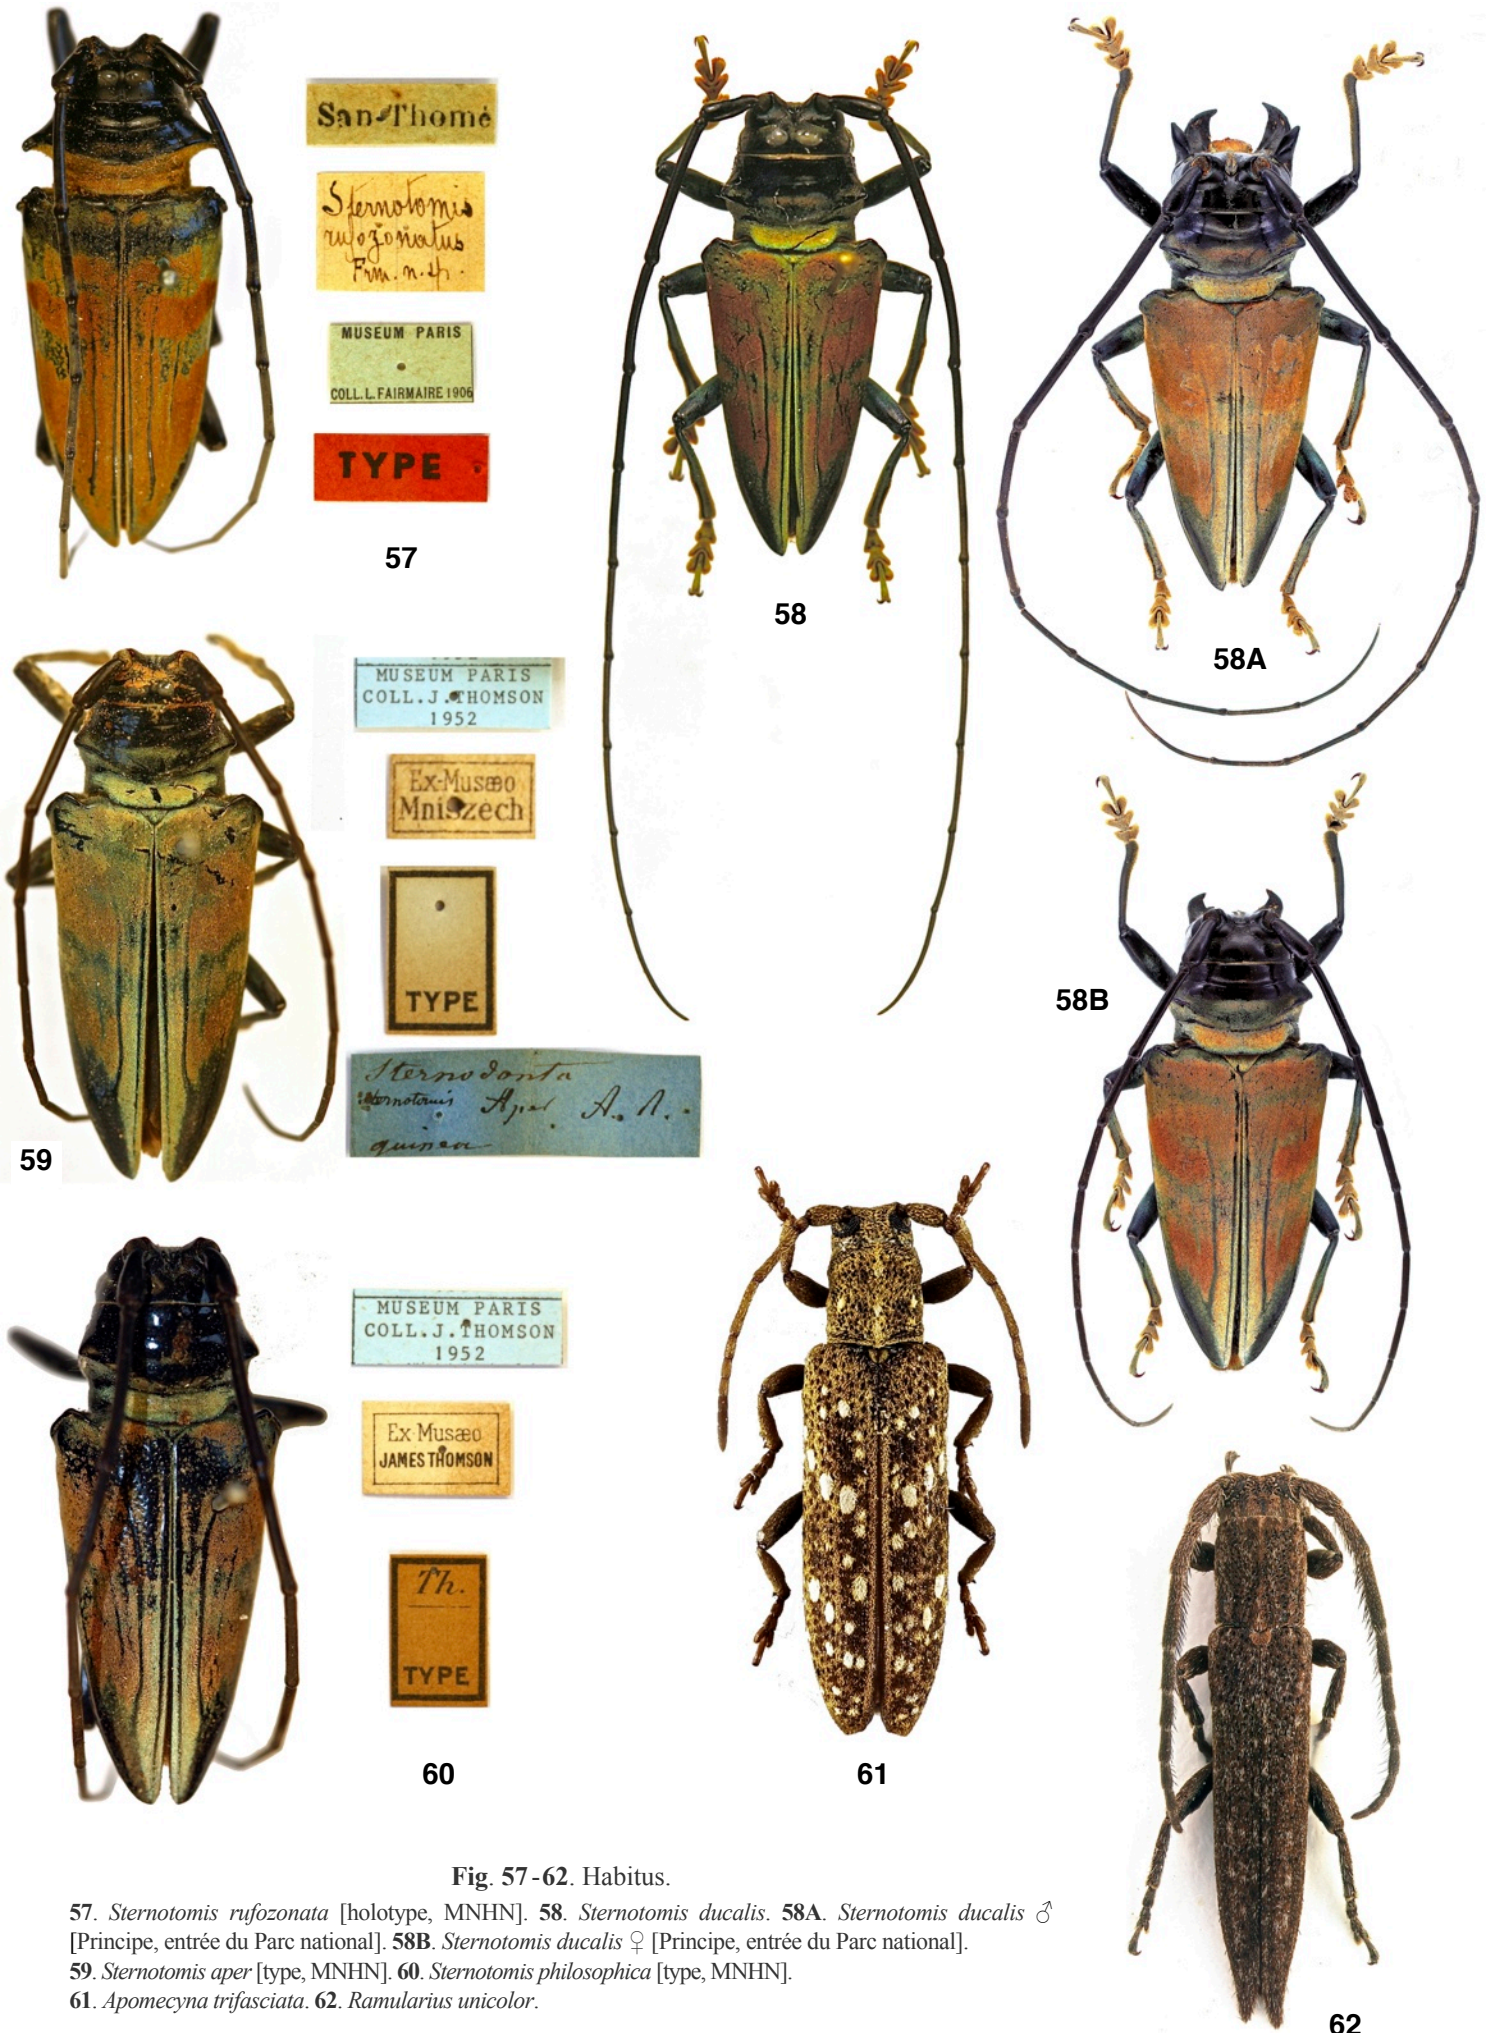 San-Thomé
Sternotomis
rufozonatus
Frm. n. sp.
MUSEUM PARIS
COLL. L. FAIRMAIRE 1906
TYPE
57
58
58A
MUSEUM PARIS
COLL. J. THOMSON
1952
Ex-Musæo
Mniszech
TYPE
Sternodonta
Sternotomis Aper A. A.
guinea
59
58B
MUSEUM PARIS
COLL. J. THOMSON
1952
Ex-Musæo
JAMES THOMSON
Th.
TYPE
60
61
62
Fig. 57-62. Habitus.
57. Sternotomis rufozonata [holotype, MNHN]. 58. Sternotomis ducalis. 58A. Sternotomis ducalis ♂
[Principe, entrée du Parc national]. 58B. Sternotomis ducalis ♀ [Principe, entrée du Parc national].
59. Sternotomis aper [type, MNHN]. 60. Sternotomis philosophica [type, MNHN].
61. Apomecyna trifasciata. 62. Ramularius unicolor.